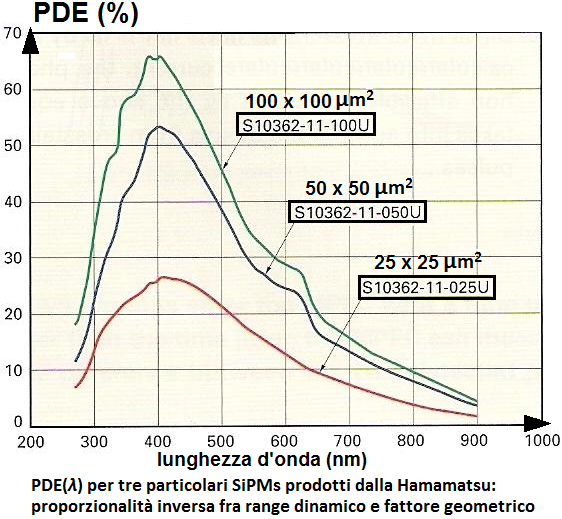 PDE (%)
70
60
50
40
30
20
10
0
100 x 100 μm²
S10362-11-100U
50 x 50 μm²
S10362-11-050U
25 x 25 μm²
S10362-11-025U
200 300 400 500 600 700 800 900 1000
lunghezza d'onda (nm)
PDE(λ) per tre particolari SiPMs prodotti dalla Hamamatsu:
proporzionalità inversa fra range dinamico e fattore geometrico